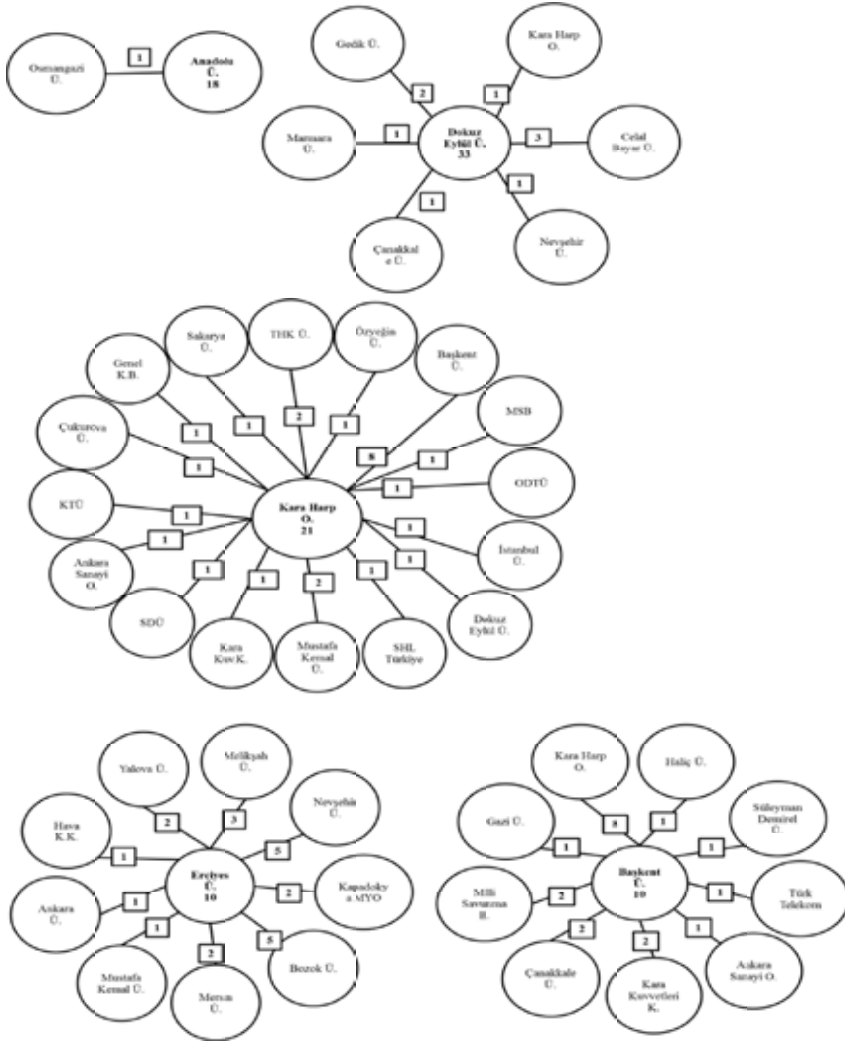 Osmangazi
Ü.
1
Anadolu
Ü.
18
Gedik Ü.
Kara Harp
O.
2
1
Marmara
Ü.
1
Dokuz
Eylül Ü.
33
3
Celal
Bayar Ü.
1
1
Çanakkal
e Ü.
Nevşehir
Ü.
Sakarya
Ü.
THK Ü.
Özyeğin
Ü.
Genel
K.B.
Başkent
Ü.
Çukurova
Ü.
MSB
1
1
2
1
8
1
1
KTÜ
1
Kara Harp
O.
21
1
ODTÜ
Ankara
Sanayi
O.
1
1
İstanbul
Ü.
SDÜ
1
1
2
1
1
Dokuz
Eylül Ü.
Kara
Kuv.K.
Mustafa
Kemal
Ü.
SHL
Türkiye
Yalova Ü.
Melikşah
Ü.
Nevşehir
Ü.
Hava
K.K.
2
3
5
1
Erciyes
Ü.
10
2
Kapadoky
a MYO
Ankara
Ü.
1
1
2
5
Mustafa
Kemal Ü.
Mersin
Ü.
Bozok Ü.
Kara Harp
O.
Haliç Ü.
Gazi Ü.
Süleyman
Demirel
Ü.
8
1
1
1
Milli
Savunma
B.
2
Başkent
Ü.
19
1
Türk
Telekom
2
2
1
Çanakkale
Ü.
Kara
Kuvvetleri
K.
Ankara
Sanayi O.